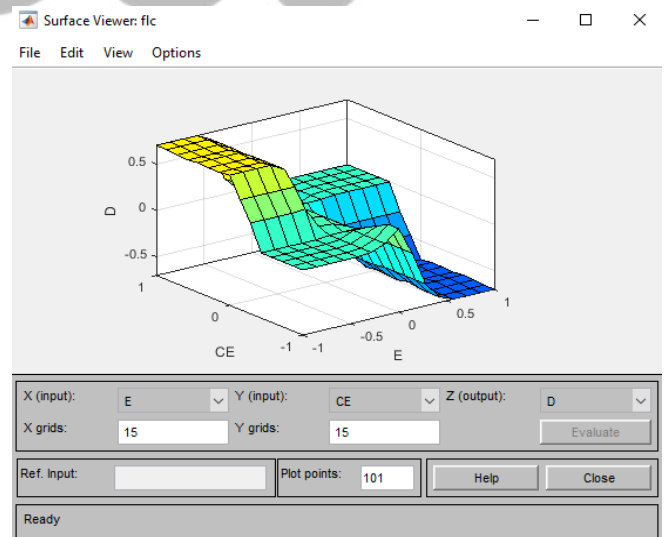 Surface Viewer: flc
File Edit View Options
0.5
0
-0.5
D
1
0
-1
CE
-1
-0.5
0
0.5
1
E
X (input): E Y (input): CE Z (output): D
X grids: 15 Y grids: 15 Evaluate
Ref. Input: Plot points: 101 Help Close
Ready